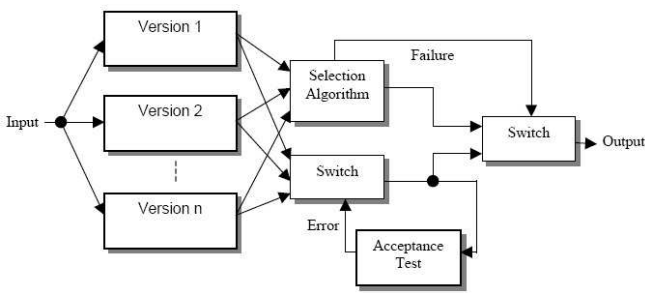 Version 1
Failure
Selection
Algorithm
Version 2
Input
Switch
Output
Switch
Version n
Error
Acceptance
Test